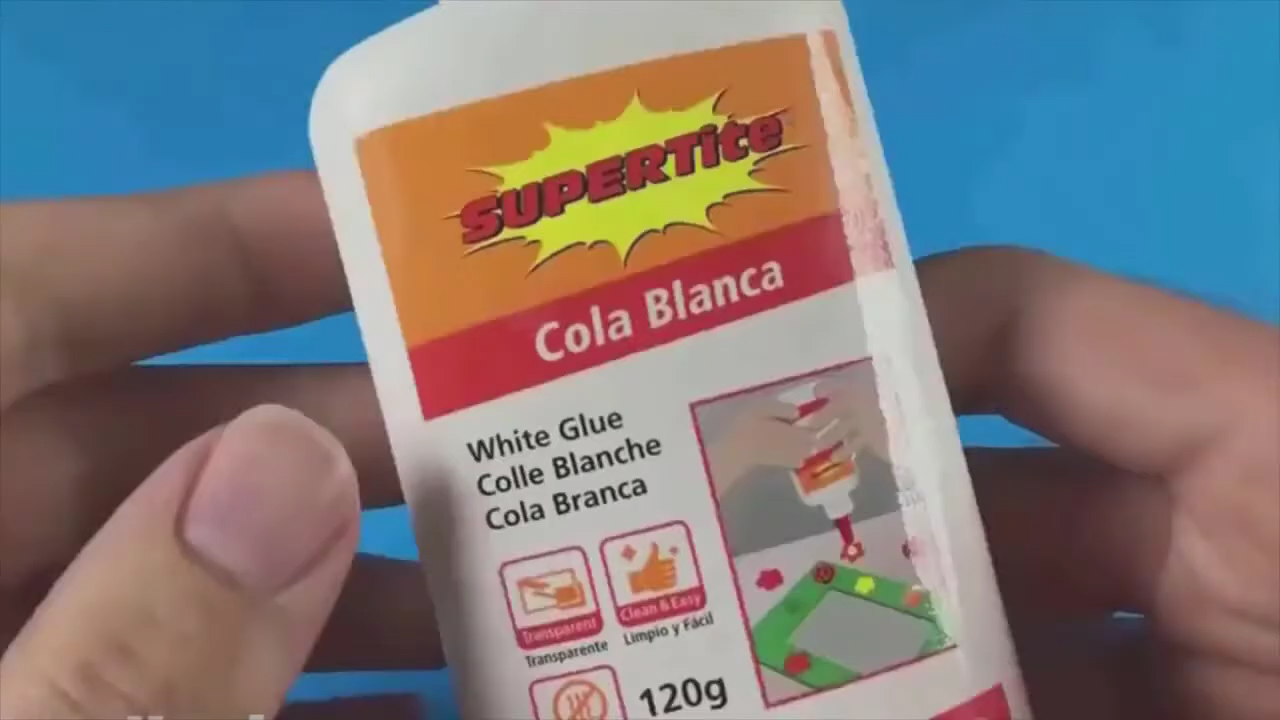 SUPERTite
Cola Blanca
White Glue
Colle Blanche
Cola Branca
Transparent
Clean & Easy
Transparente
Limpio y Fácil
120g